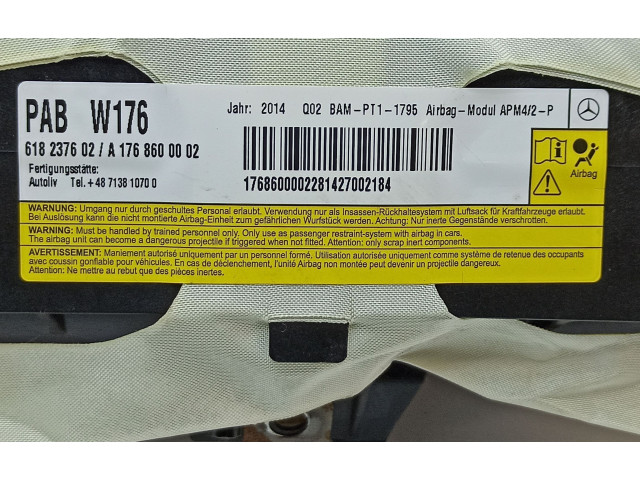 PAB W176
Jahr: 2014 Q02 BAM-PT1-1795 Airbag-Modul APM4/2-P
618 2376 02 / A 176 860 00 02
Fertigungsstätte:
Autoliv Tel. +48 7138 1070 0
1768600002281427002184
Airbag
WARNUNG: Umgang nur durch geschultes Personal erlaubt. Verwendung nur als Insassen-Rückhaltesystem mit Luftsack für Kraftfahrzeuge erlaubt.
Bei Auslösung kann die nicht montierte Airbag-Einheit zum gefährlichen Wurfgeschoß werden. Achtung: Nur inerte Gegenstände verschrotten.
WARNING: Must be handled by trained personnel only. Only use as passenger restraint-system with airbag in cars.
The airbag unit can become a dangerous projectile if triggered when not fitted. Attention: only scrap inert components.
AVERTISSEMENT: Maniement autorisé uniquement par un personnel formé. Utilisation autorisée uniquement comme système de retenue des occupants
avec coussin gonflable pour véhicules. En cas de déclenchement, l'unité Airbag non montée peut devenir un projectile dangereux.
Attention: Ne mettre au rebut que des pièces inertes.